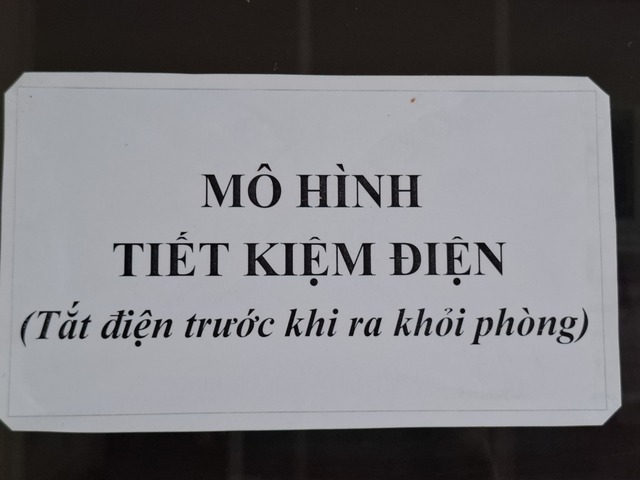 MÔ HÌNH
TIẾT KIỆM ĐIỆN
(Tắt điện trước khi ra khỏi phòng)